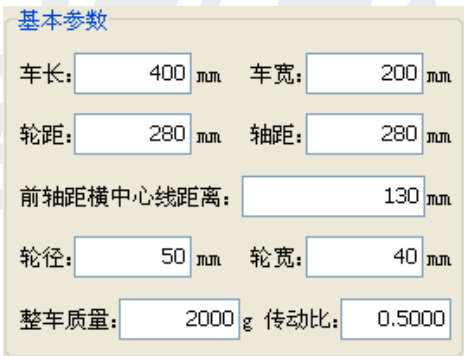 基本参数
车长: 400 mm 车宽: 200 mm
轮距: 280 mm 轴距: 280 mm
前轴距横中心线距离: 130 mm
轮径: 50 mm 轮宽: 40 mm
整车质量: 2000 g 传动比: 0.5000